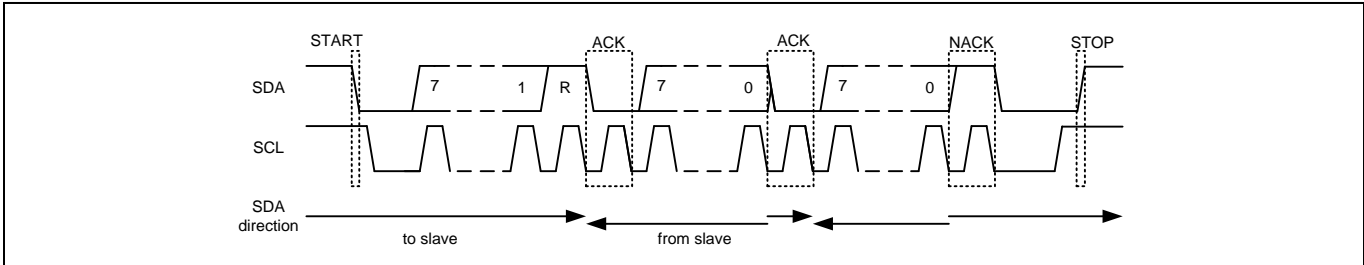 START ACK ACK NACK STOP
SDA 7 1 R 7 0 7 0
SCL
SDA
direction
to slave from slave